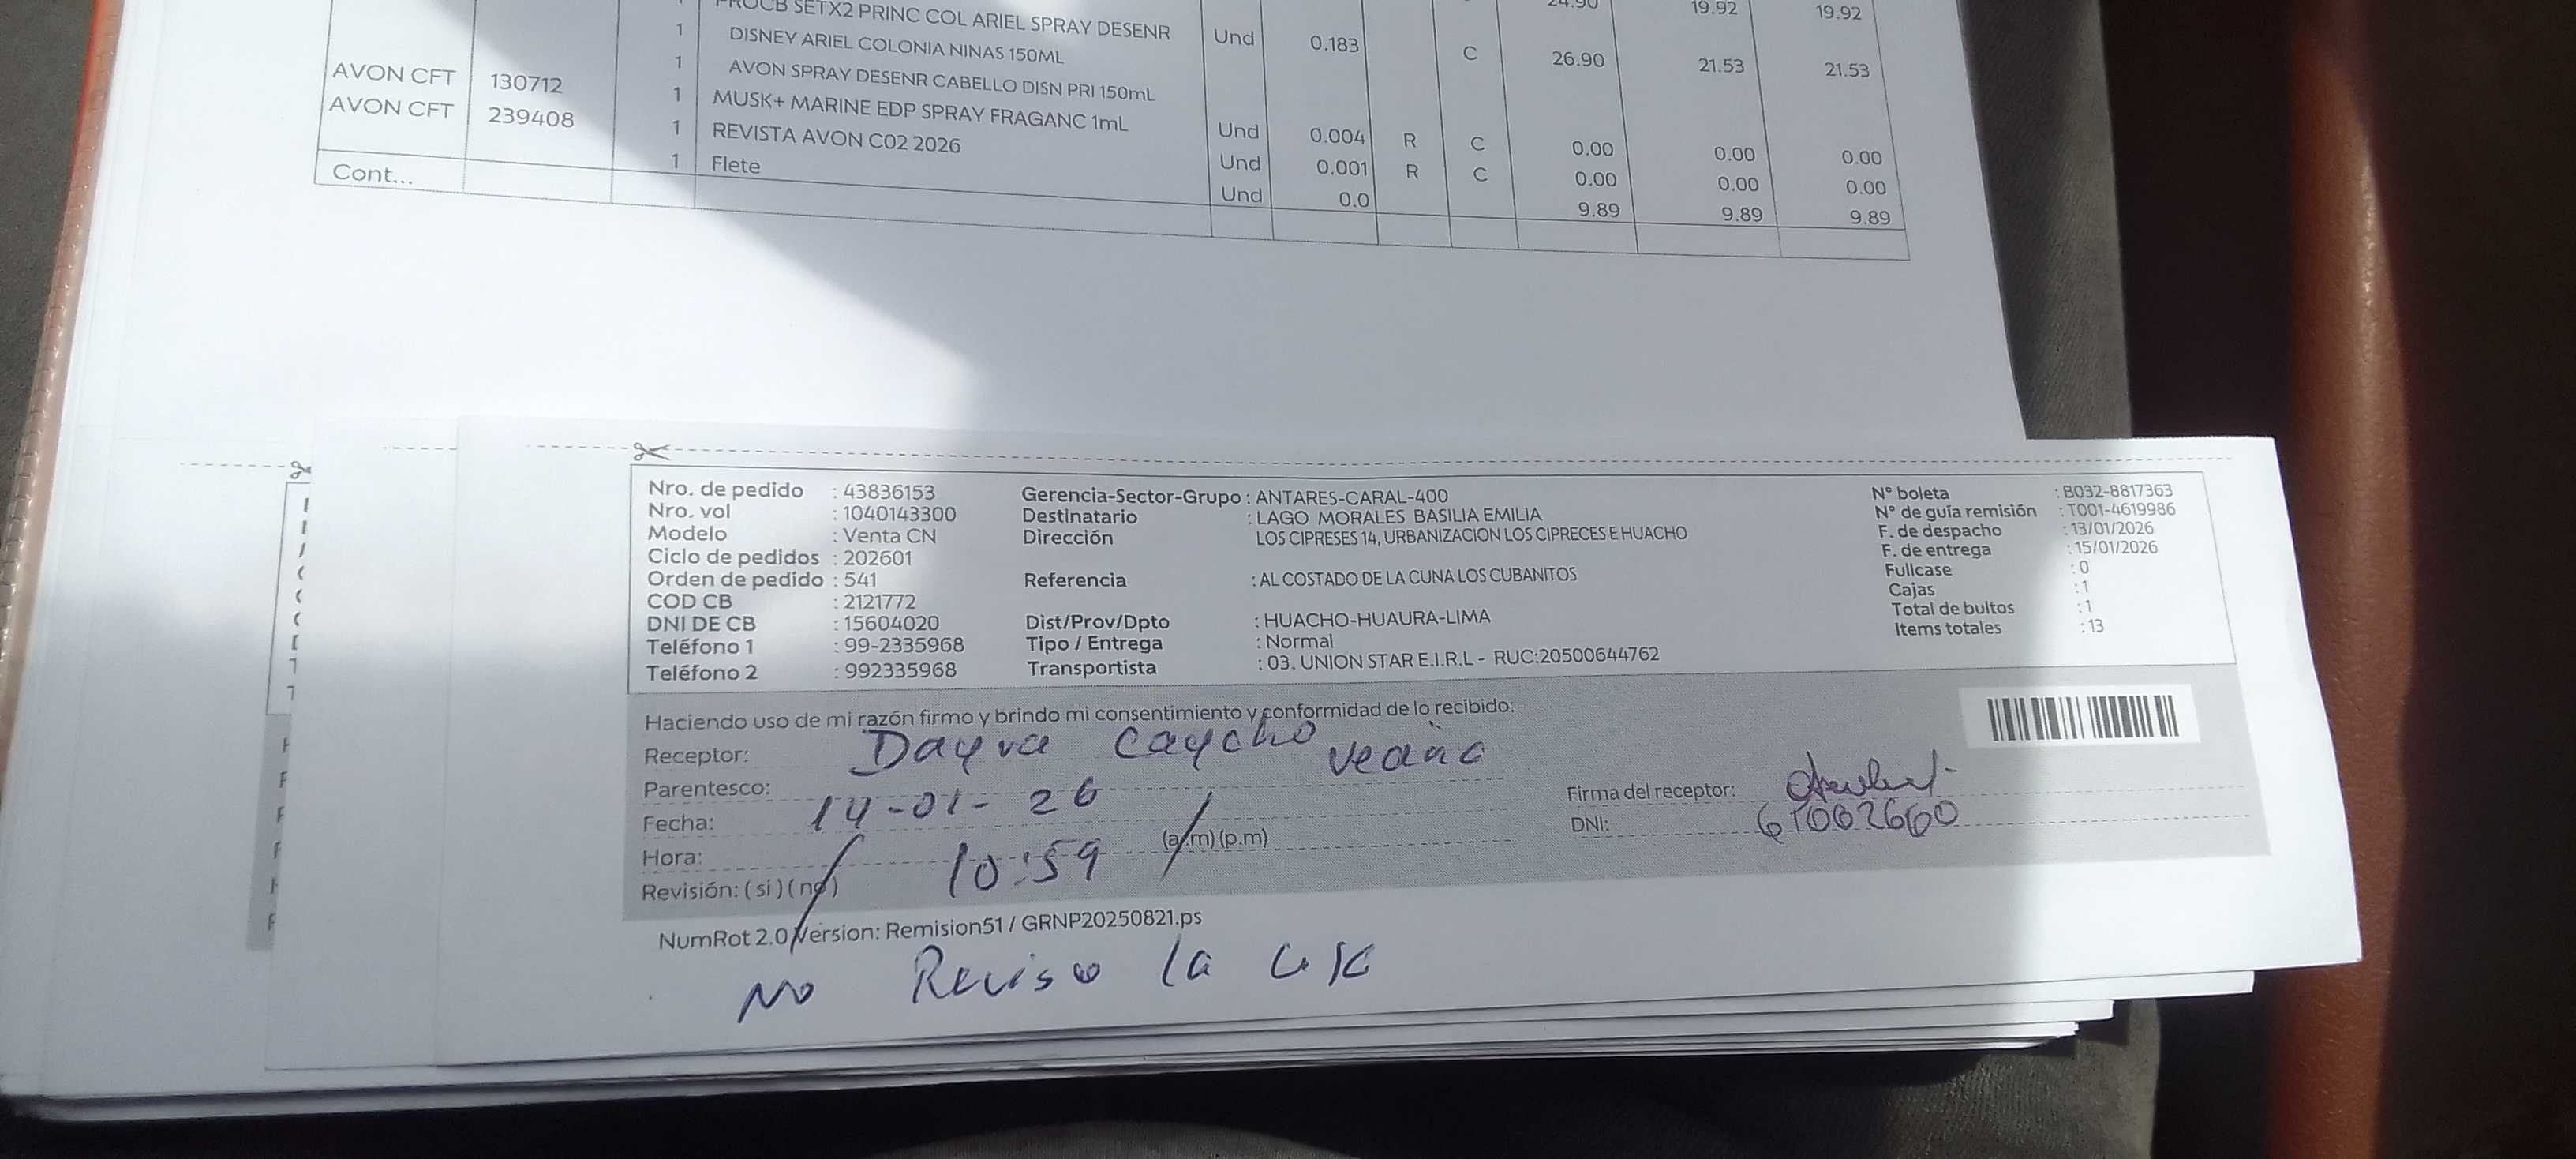 PROCB SETX2 PRINC COL ARIEL SPRAY DESENR Und 0.183 C 24.90 19.92 19.92
1 DISNEY ARIEL COLONIA NINAS 150ML 26.90 21.53 21.53
1 AVON SPRAY DESENR CABELLO DISN PRI 150mL
AVON CFT 130712 1 MUSK+ MARINE EDP SPRAY FRAGANC 1mL Und 0.004 R C 0.00 0.00 0.00
AVON CFT 239408 1 REVISTA AVON C02 2026 Und 0.001 R C 0.00 0.00 0.00
1 Flete Und 0.0 9.89 9.89 9.89
Cont...
Nro. de pedido : 43836153 Gerencia-Sector-Grupo : ANTARES-CARAL-400 N° boleta : B032-8817363
Nro. vol : 1040143300 Destinatario : LAGO MORALES BASILIA EMILIA N° de guía remisión : T001-4619986
Modelo : Venta CN Dirección LOS CIPRESES 14, URBANIZACION LOS CIPRECES E HUACHO F. de despacho : 13/01/2026
Ciclo de pedidos : 202601 F. de entrega : 15/01/2026
Orden de pedido : 541 Referencia : AL COSTADO DE LA CUNA LOS CUBANITOS Fullcase : 0
COD CB : 2121772 Cajas : 1
DNI DE CB : 15604020 Dist/Prov/Dpto : HUACHO-HUAURA-LIMA Total de bultos : 1
Teléfono 1 : 99-2335968 Tipo / Entrega : Normal Items totales : 13
Teléfono 2 : 992335968 Transportista : 03. UNION STAR E.I.R.L - RUC:20500644762
Haciendo uso de mi razón firmo y brindo mi consentimiento y conformidad de lo recibido:
Receptor: Dayva Caycho Veaña
Parentesco:
Firma del receptor:
Fecha: 14-01-26
DNI: 61002660
Hora: 10:59 (a.m) (p.m)
Revisión: ( si ) ( no )
NumRot 2.0 Version: Remision51 / GRNP20250821.ps
No Reviso la